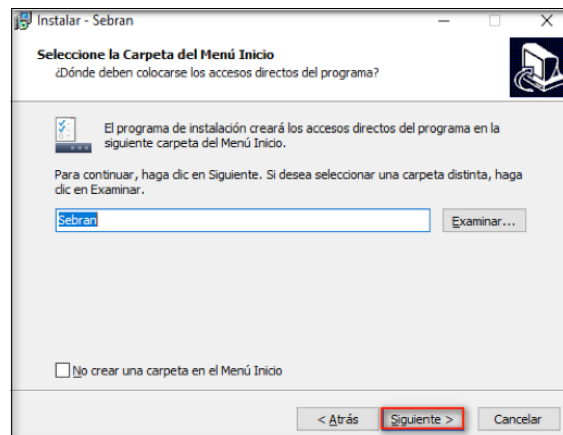 Instalar - Sebran
Seleccione la Carpeta del Menú Inicio
¿Dónde deben colocarse los accesos directos del programa?
El programa de instalación creará los accesos directos del programa en la
siguiente carpeta del Menú Inicio.
Para continuar, haga clic en Siguiente. Si desea seleccionar una carpeta distinta, haga
clic en Examinar.
Sebran
Examinar...
No crear una carpeta en el Menú Inicio
< Atrás
Siguiente >
Cancelar